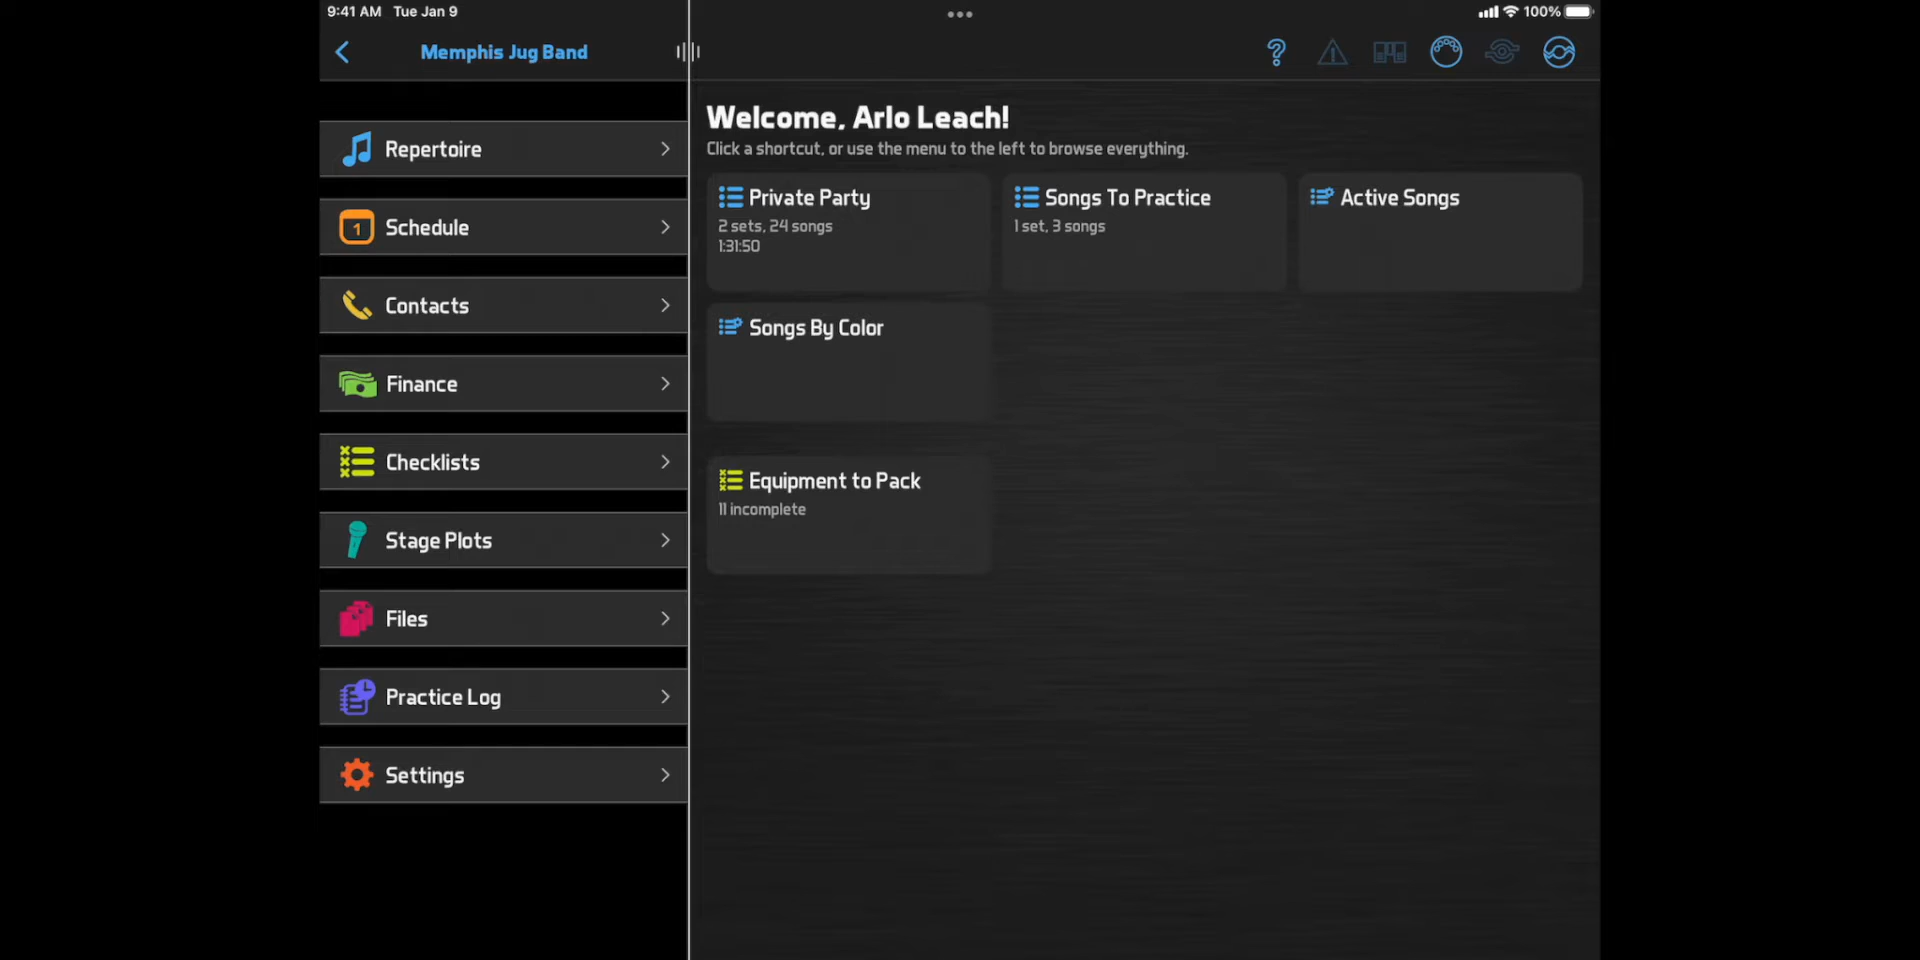 9:41 AM Tue Jan 9
100%
Memphis Jug Band
Repertoire
1
Schedule
Contacts
Finance
Checklists
Stage Plots
Files
Practice Log
Settings
Welcome, Arlo Leach!
Click a shortcut, or use the menu to the left to browse everything.
Private Party
2 sets, 24 songs
1:31:50
Songs To Practice
1 set, 3 songs
Active Songs
Songs By Color
Equipment to Pack
11 incomplete